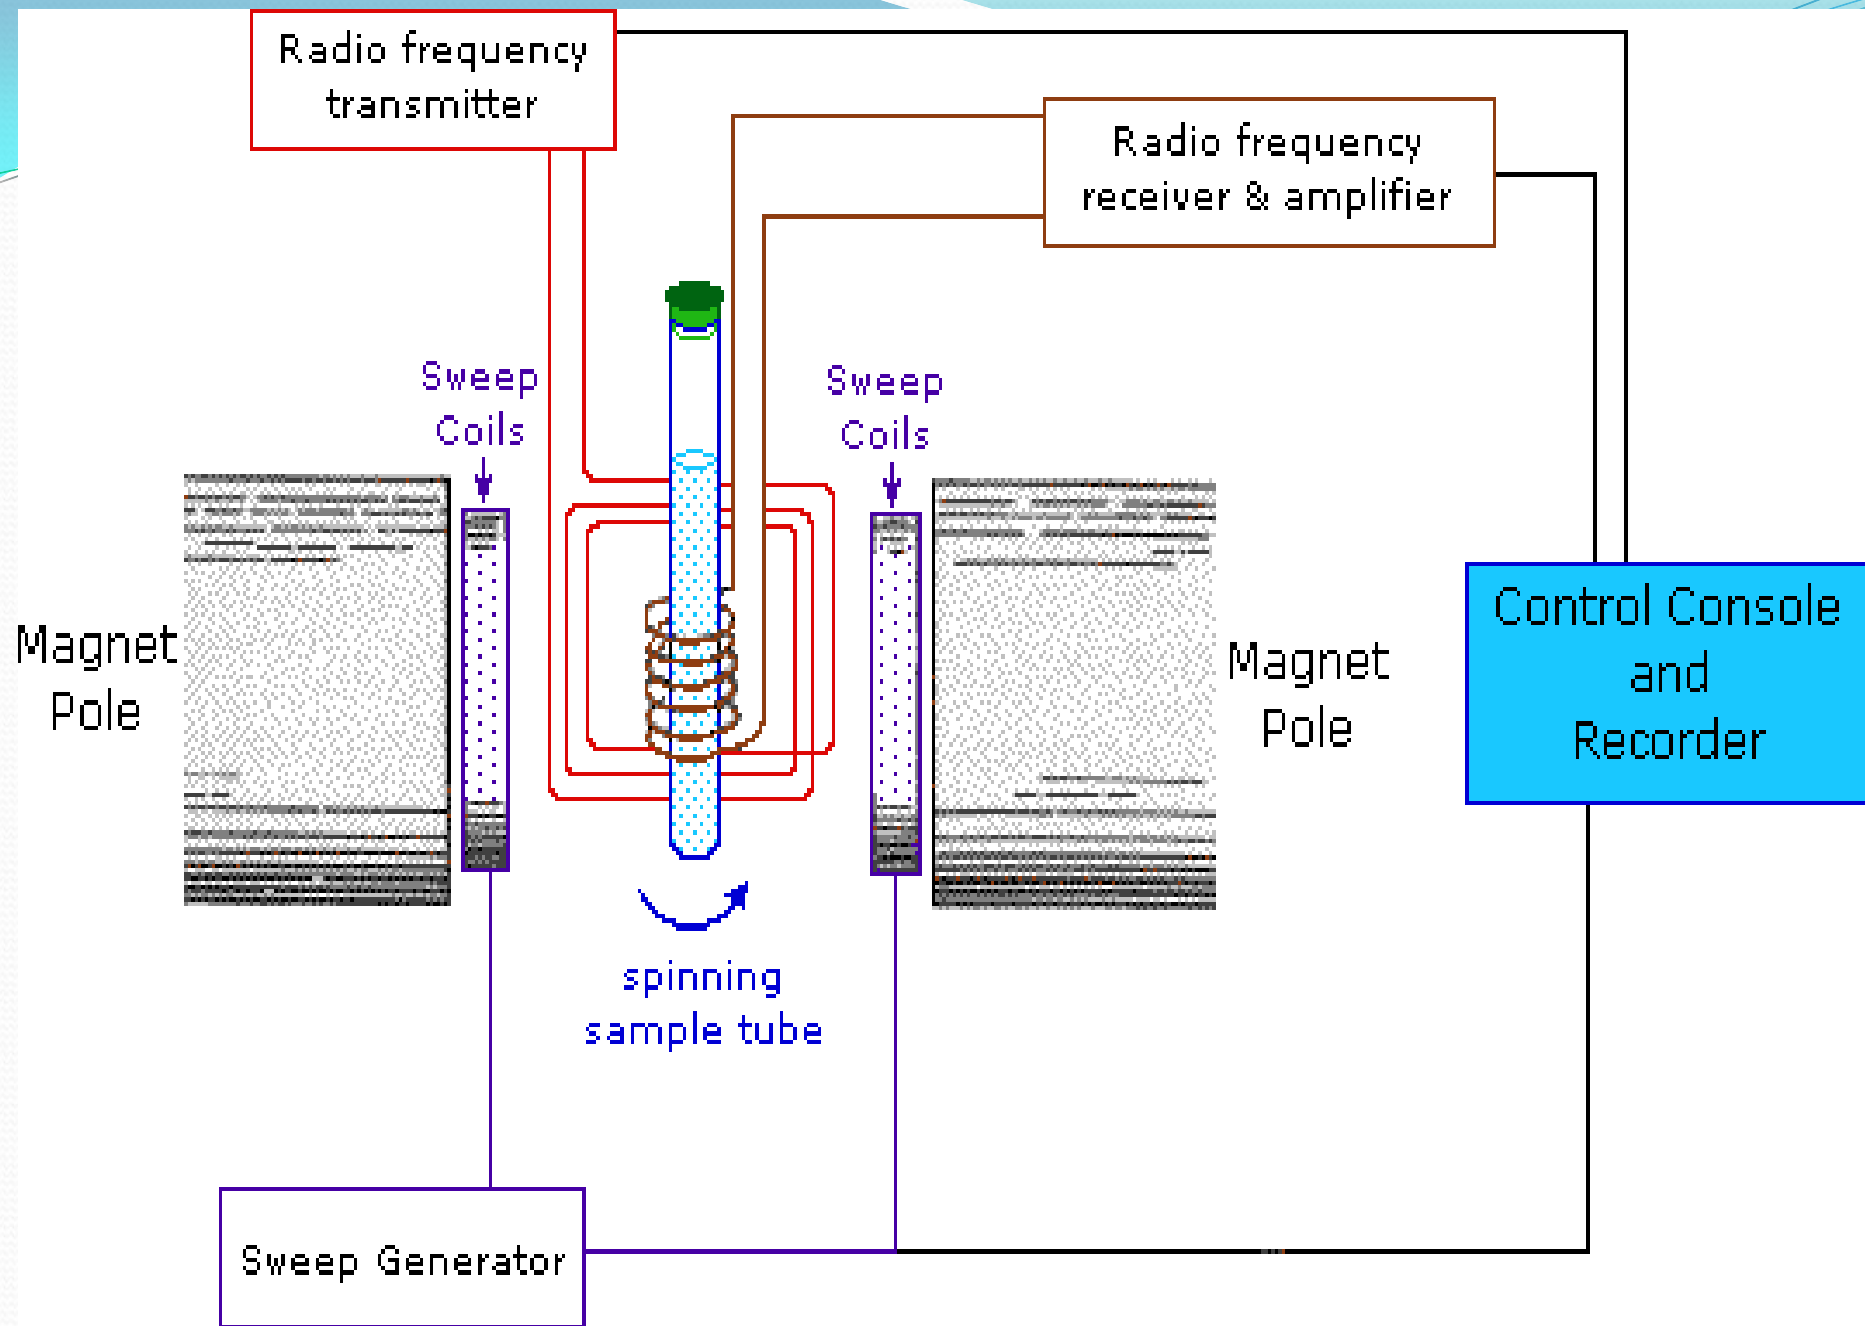 Radio frequency
transmitter
Radio frequency
receiver & amplifier
Sweep
Coils
Sweep
Coils
Magnet
Pole
Magnet
Pole
Control Console
and
Recorder
spinning
sample tube
Sweep Generator